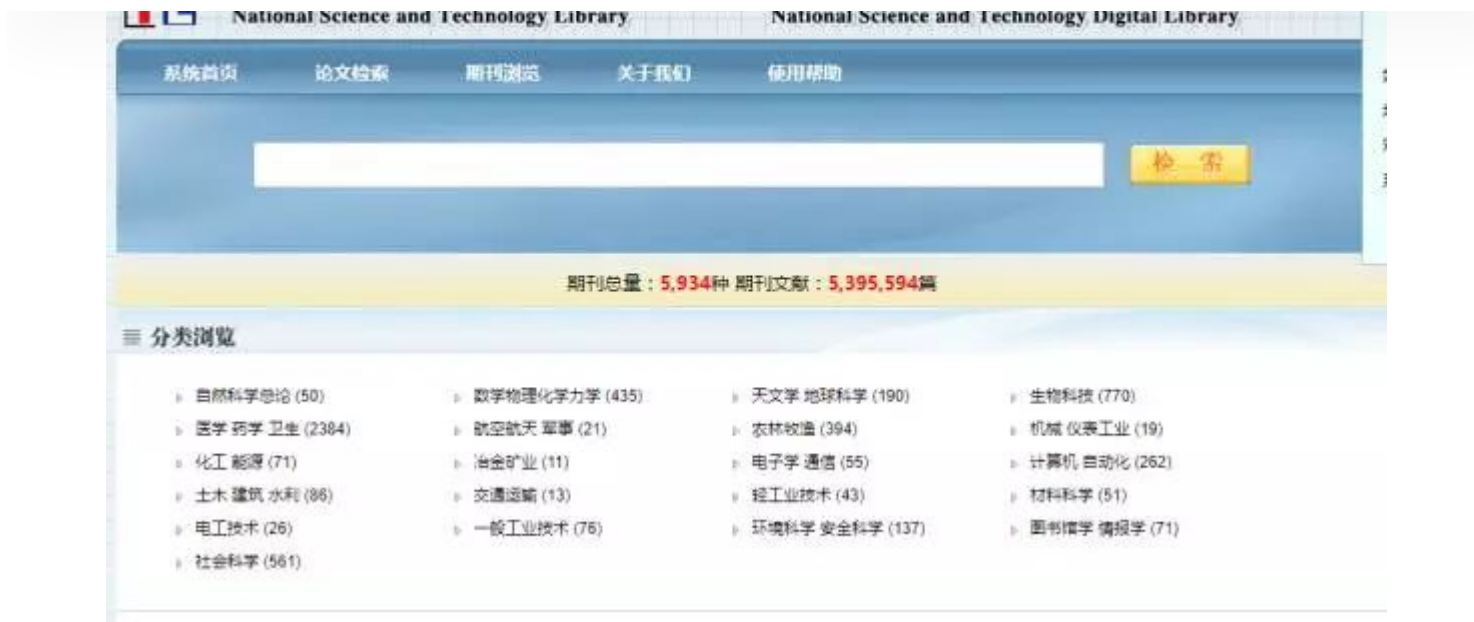 National Science and Technology Library National Science and Technology Digital Library
系统首页 论文检索 期刊浏览 关于我们 使用帮助
检 索
期刊总量：5,934种 期刊文献：5,395,594篇
分类浏览
自然科学总论 (50) 数学物理化学力学 (435) 天文学 地球科学 (190) 生物科技 (770)
医学 药学 卫生 (2384) 航空航天 军事 (21) 农林牧渔 (394) 机械 仪表工业 (19)
化工 能源 (71) 冶金矿业 (11) 电子学 通信 (55) 计算机 自动化 (262)
土木 建筑 水利 (86) 交通运输 (13) 轻工业技术 (43) 材料科学 (51)
电工技术 (26) 一般工业技术 (76) 环境科学 安全科学 (137) 图书馆学 情报学 (71)
社会科学 (561)